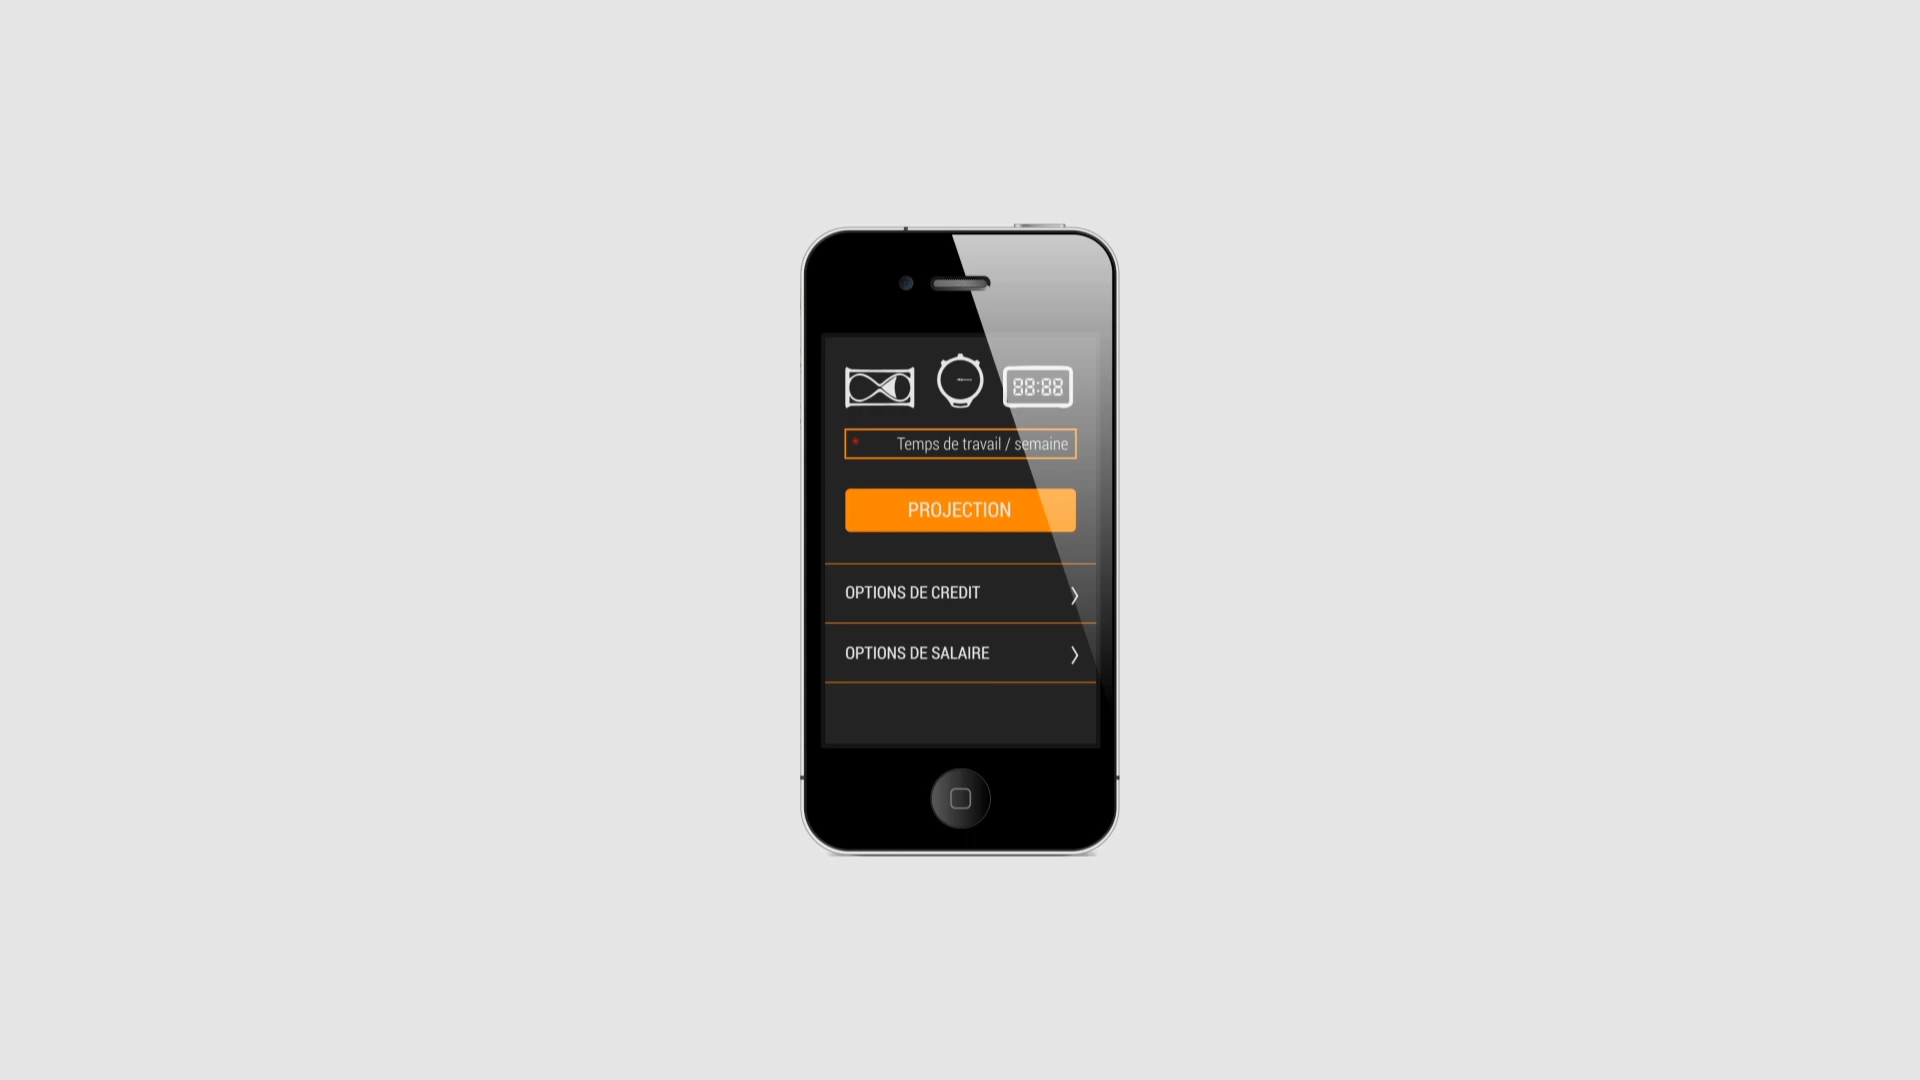 88:88
* Temps de travail / semaine
PROJECTION
OPTIONS DE CREDIT
OPTIONS DE SALAIRE